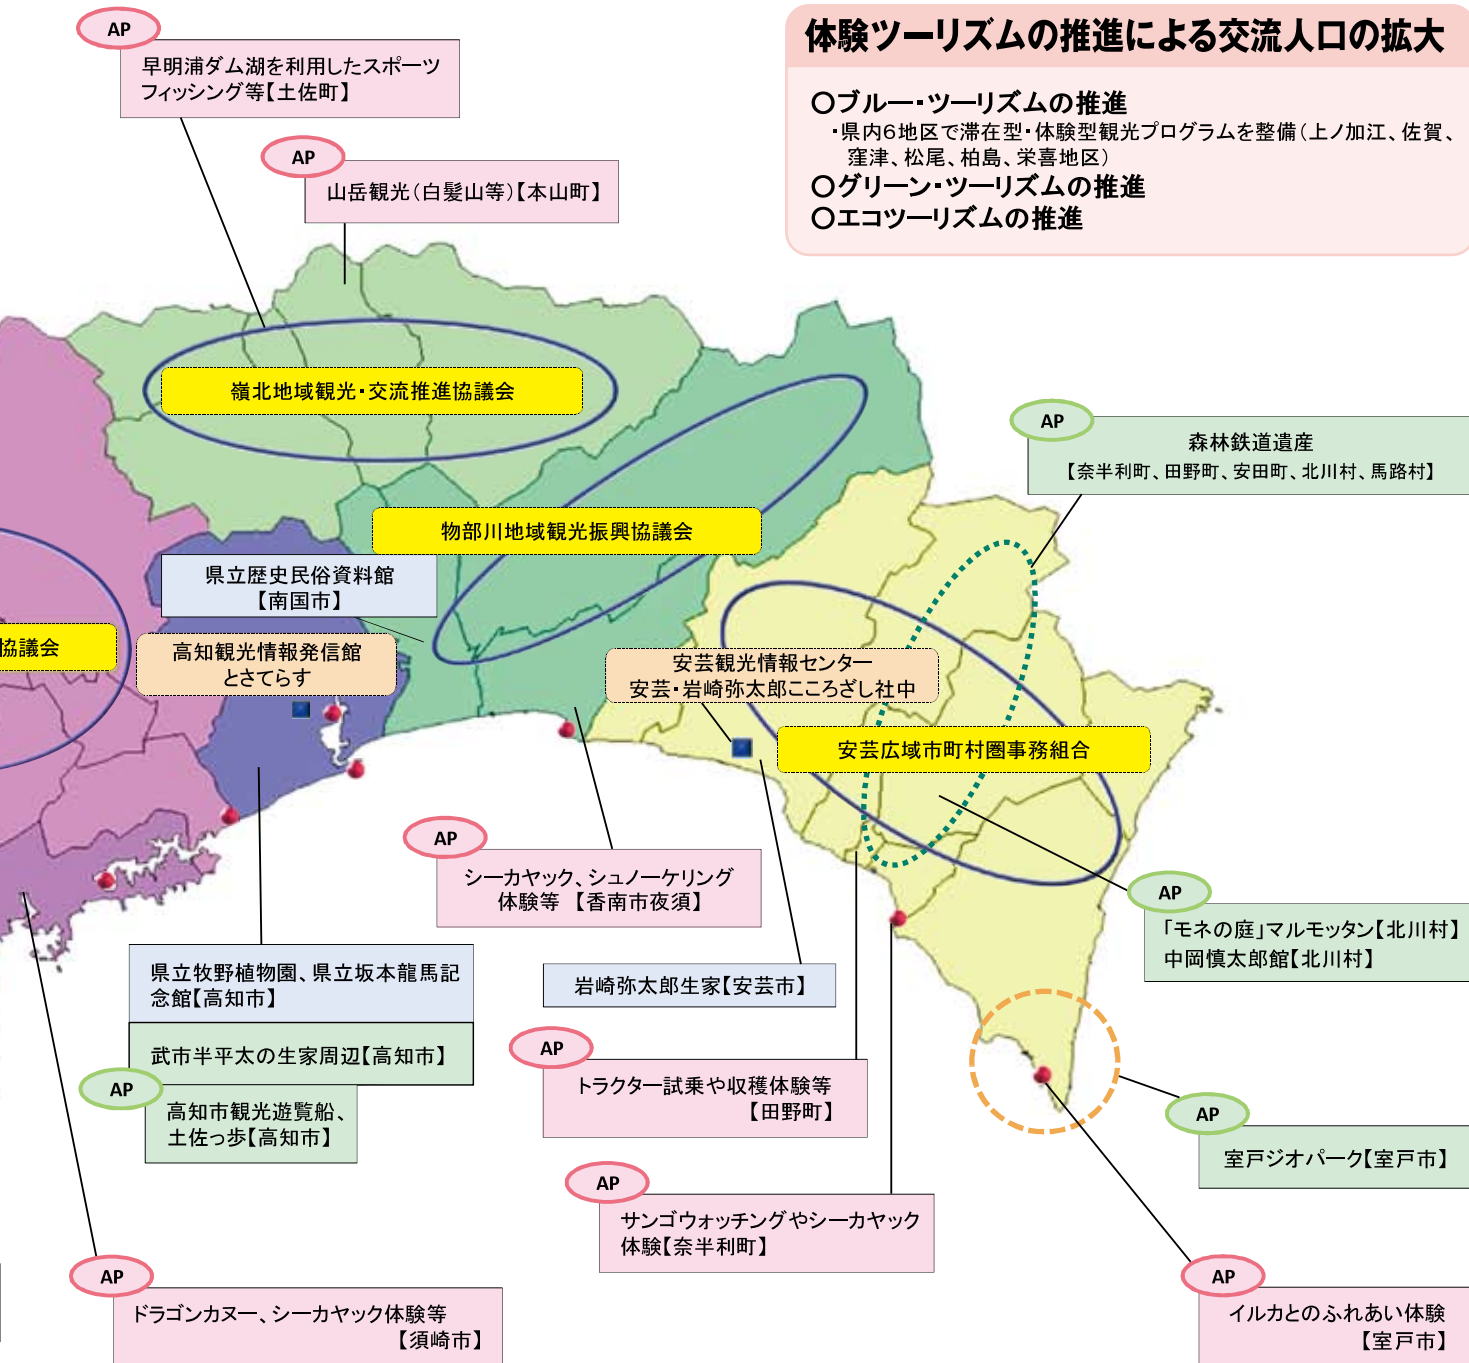 体験ツーリズムの推進による交流人口の拡大
○ブルー・ツーリズムの推進
・県内6地区で滞在型・体験型観光プログラムを整備(上ノ加江、佐賀、
窪津、松尾、柏島、栄喜地区)
○グリーン・ツーリズムの推進
○エコツーリズムの推進
AP
早明浦ダム湖を利用したスポーツ
フィッシング等【土佐町】
AP
山岳観光(白髪山等)【本山町】
嶺北地域観光・交流推進協議会
AP
森林鉄道遺産
【奈半利町、田野町、安田町、北川村、馬路村】
物部川地域観光振興協議会
県立歴史民俗資料館
【南国市】
協議会
高知観光情報発信館
とさてらす
安芸観光情報センター
安芸・岩崎弥太郎こころざし社中
安芸広域市町村圏事務組合
AP
シーカヤック、シュノーケリング
体験等 【香南市夜須】
AP
「モネの庭」マルモッタン【北川村】
中岡慎太郎館【北川村】
県立牧野植物園、県立坂本龍馬記
念館【高知市】
岩崎弥太郎生家【安芸市】
武市半平太の生家周辺【高知市】
AP
高知市観光遊覧船、
土佐っ歩【高知市】
AP
トラクター試乗や収穫体験等
【田野町】
AP
室戸ジオパーク【室戸市】
AP
サンゴウォッチングやシーカヤック
体験【奈半利町】
AP
ドラゴンカヌー、シーカヤック体験等
【須崎市】
AP
イルカとのふれあい体験
【室戸市】